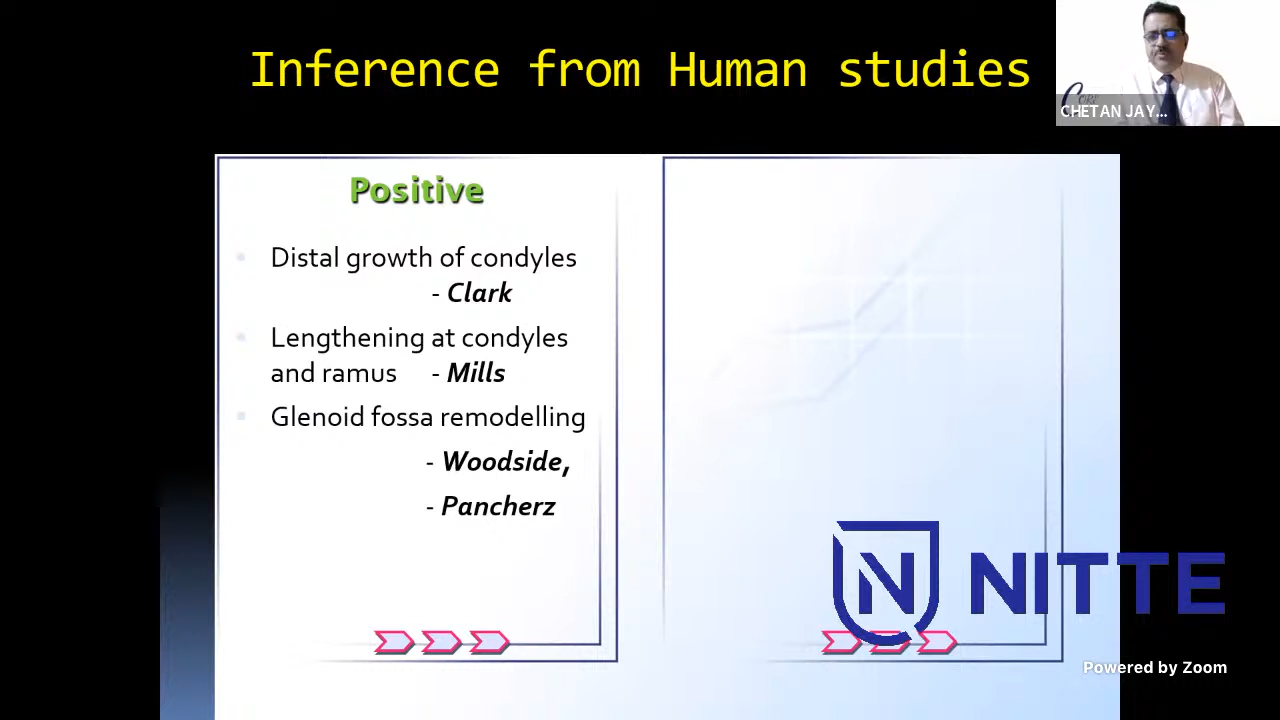 Inference from Human studies
CHETAN JAY...
Positive
Distal growth of condyles
- Clark
Lengthening at condyles
and ramus - Mills
Glenoid fossa remodelling
- Woodside,
- Pancherz
N NITTE
Powered by Zoom